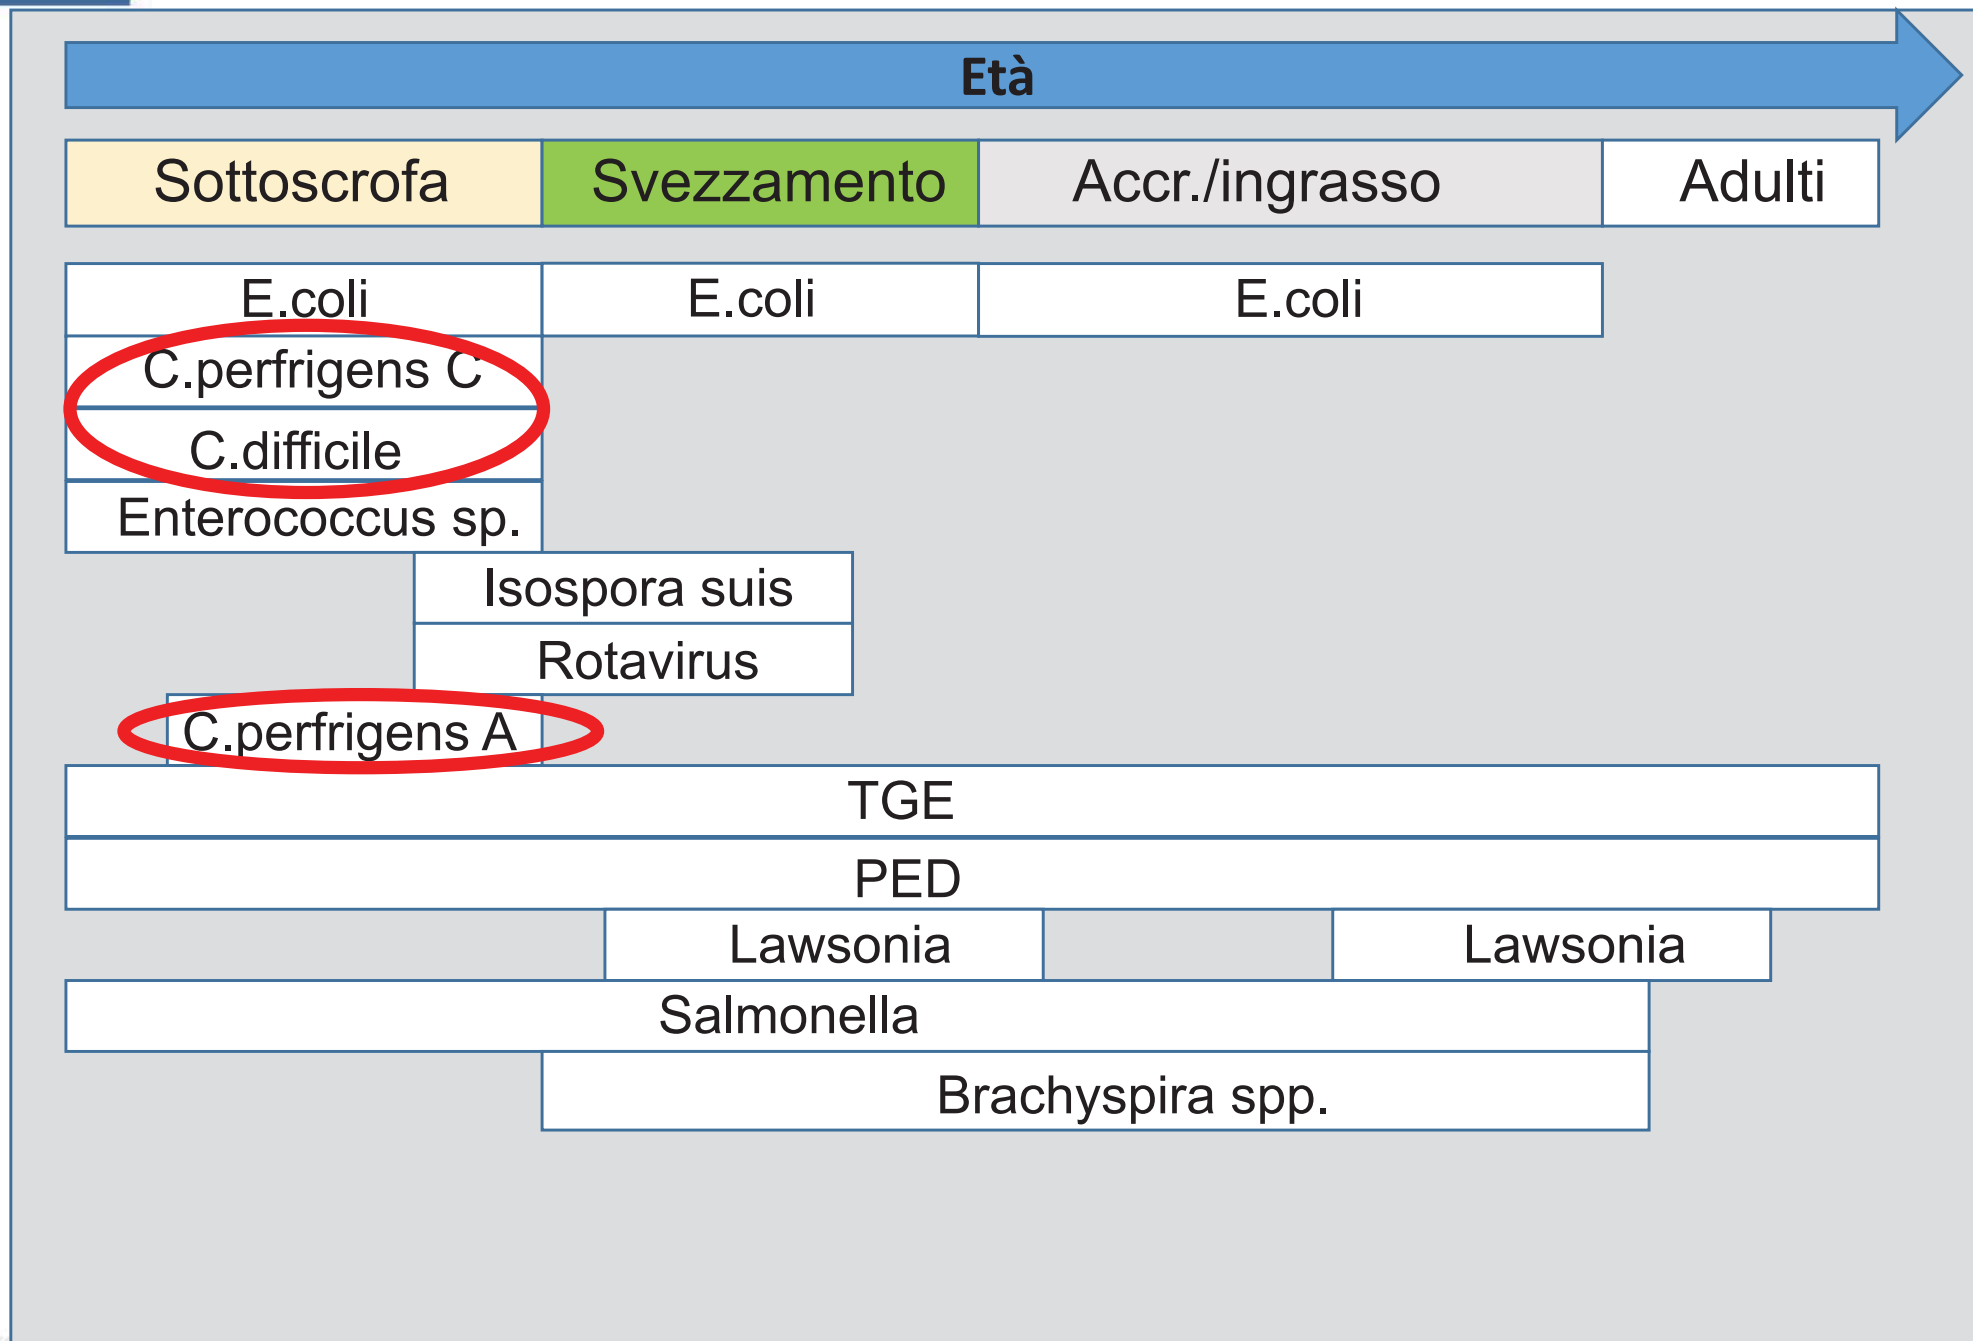 Età
Sottoscrofa Svezzamento Accr./ingrasso Adulti
E.coli E.coli E.coli
C.perfrigens C
C.difficile
Enterococcus sp.
Isospora suis
Rotavirus
C.perfrigens A
TGE
PED
Lawsonia Lawsonia
Salmonella
Brachyspira spp.